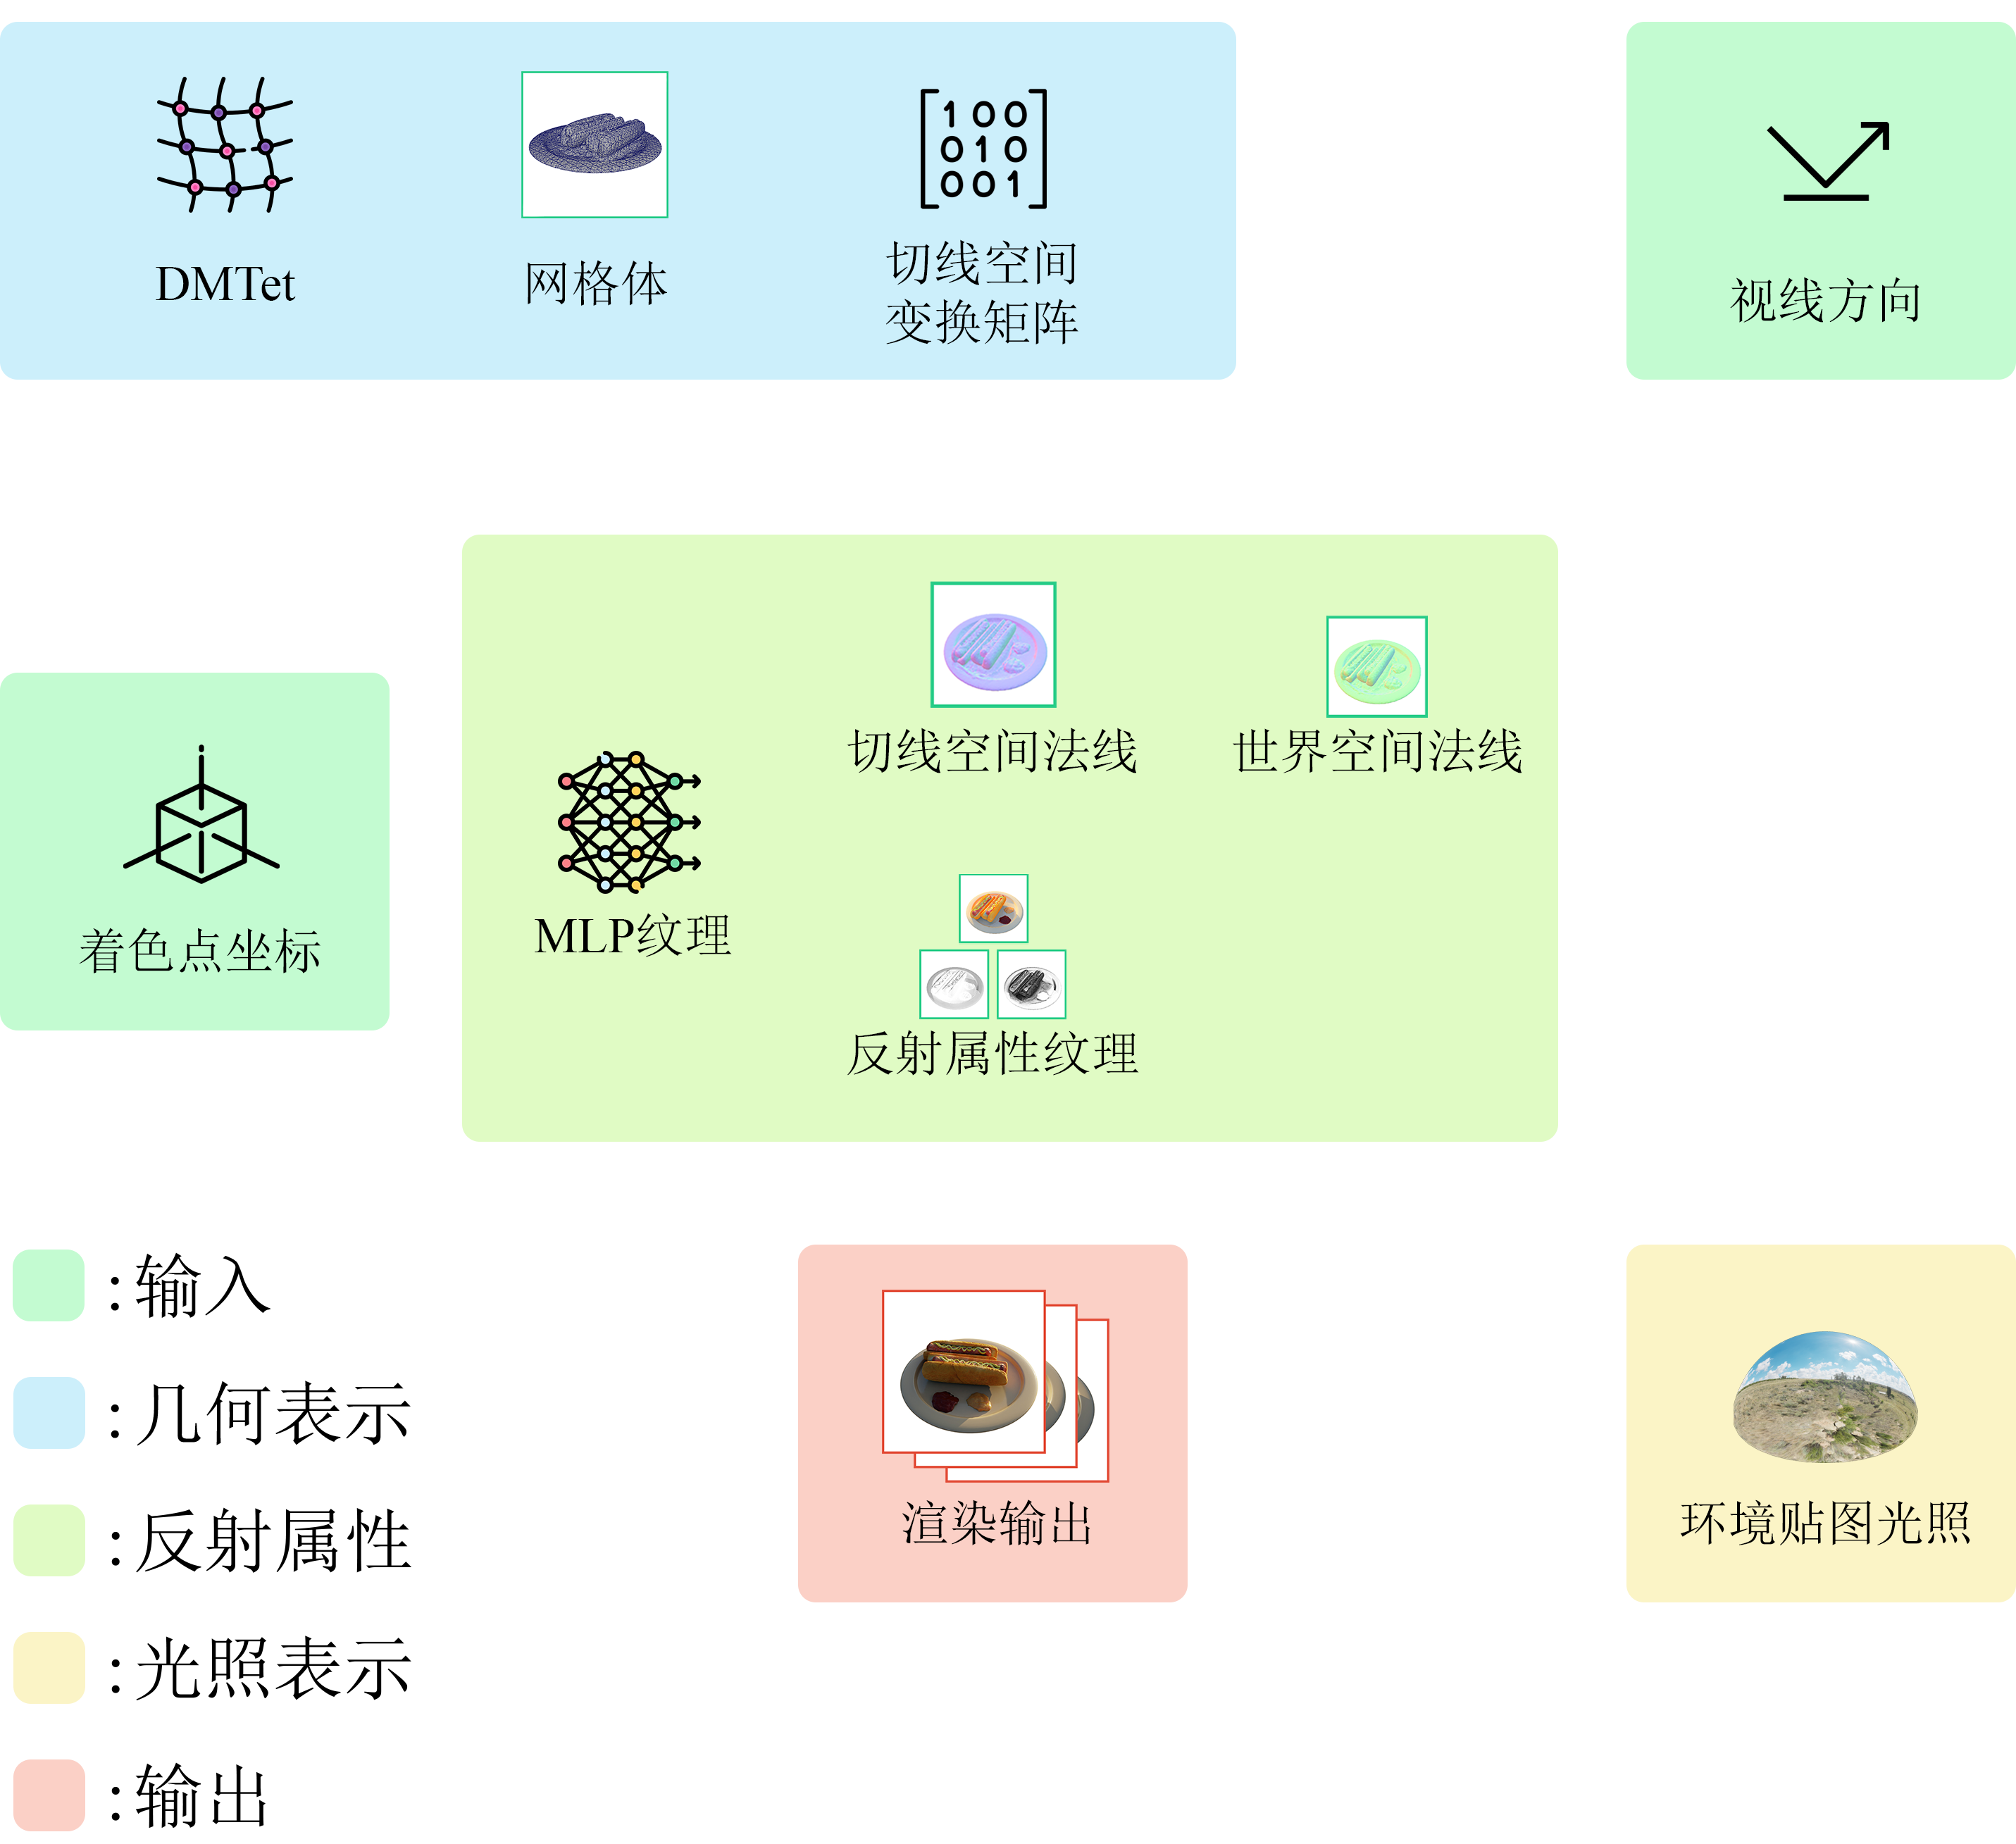 1 0 0
0 1 0
0 0 1
DMTet
网格体
切线空间
变换矩阵
视线方向
切线空间法线
世界空间法线
着色点坐标
MLP纹理
反射属性纹理
:输入
:几何表示
:反射属性
:光照表示
:输出
渲染输出
环境贴图光照